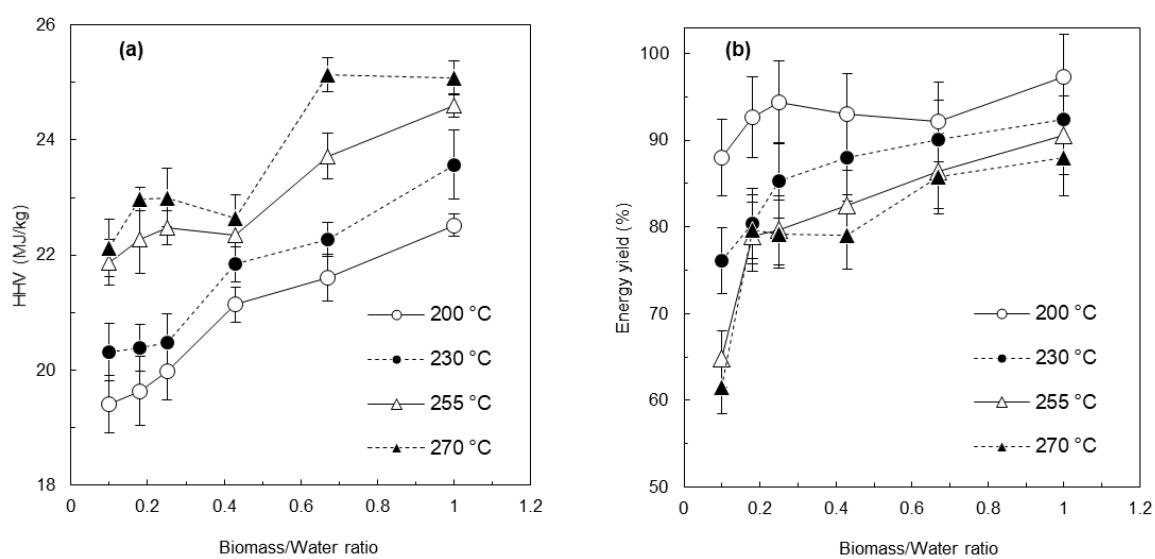 (a)
HHV (MJ/kg)
26
24
22
20
18
0
0.2
0.4
0.6
0.8
1
1.2
Biomass/Water ratio
200 °C
230 °C
255 °C
270 °C
(b)
Energy yield (%)
100
90
80
70
60
50
0
0.2
0.4
0.6
0.8
1
1.2
Biomass/Water ratio
200 °C
230 °C
255 °C
270 °C